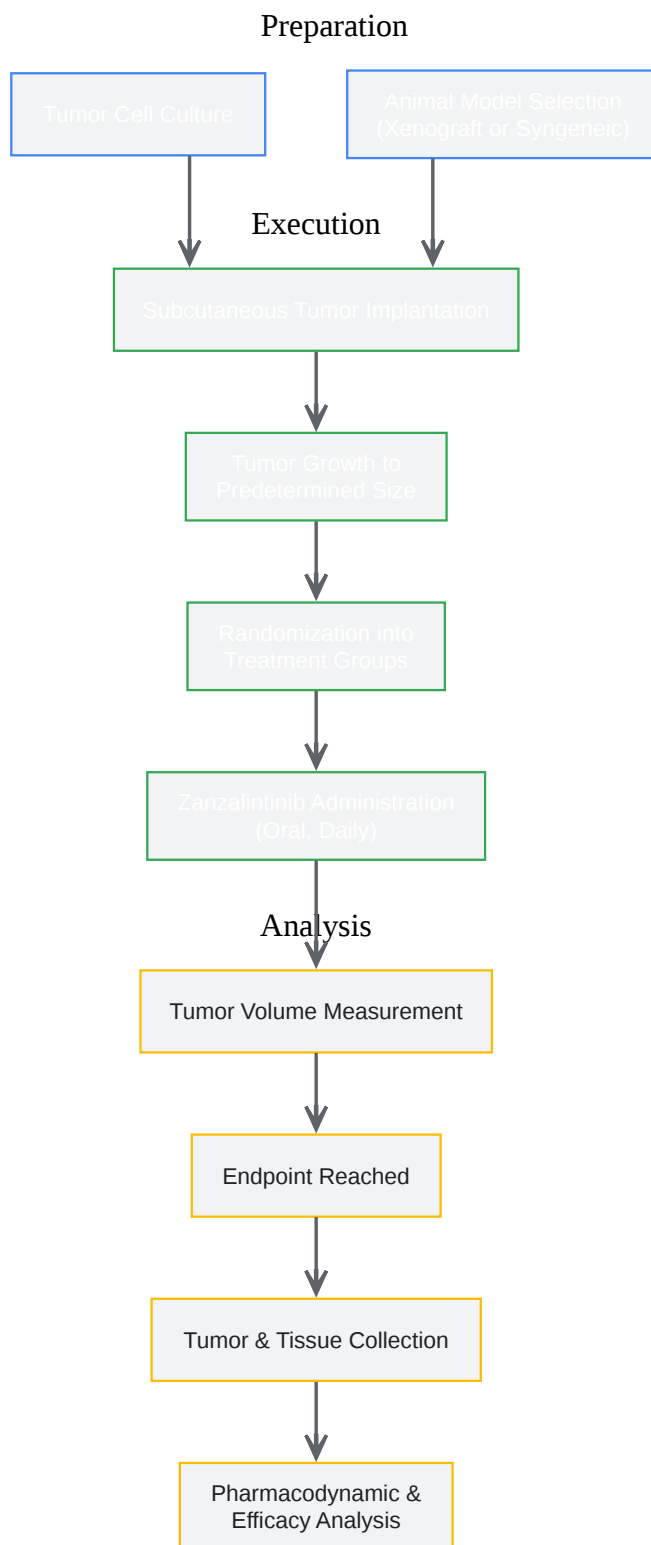 Preparation
Tumor Cell Culture
Animal Model Selection
(Xenograft or Syngeneic)
Execution
Subcutaneous Tumor Implantation
Tumor Growth to
Predetermined Size
Randomization into
Treatment Groups
Zanzalintinib Administration
(Oral, Daily)
Analysis
Tumor Volume Measurement
Endpoint Reached
Tumor & Tissue Collection
Pharmacodynamic &
Efficacy Analysis